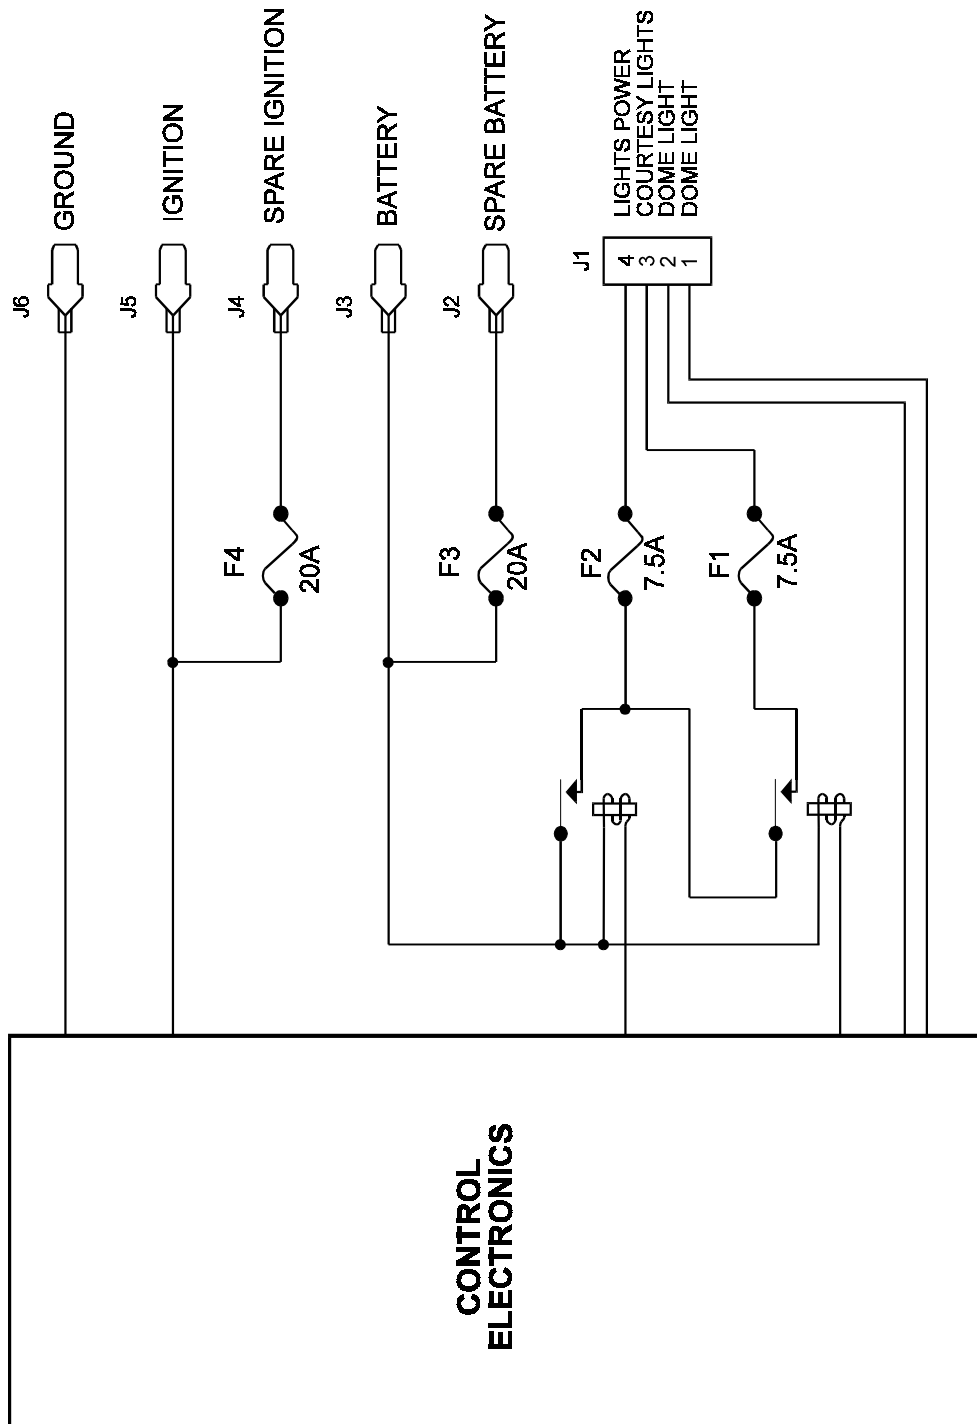 J6
GROUND
J5
IGNITION
J4
SPARE IGNITION
J3
BATTERY
J2
SPARE BATTERY
J1
LIGHTS POWER
COURTESY LIGHTS
DOME LIGHT
DOME LIGHT
4
3
2
1
F4
20A
F3
20A
F2
7.5A
F1
7.5A
CONTROL
ELECTRONICS